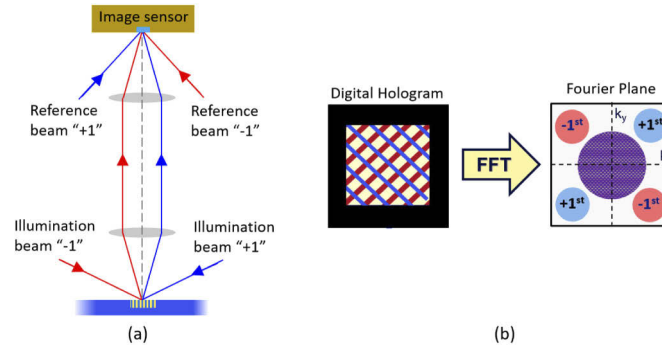 Image sensor
Reference
beam “+1”
Reference
beam “-1”
Illumination
beam “-1”
Illumination
beam “+1”
(a)
Digital Hologram
FFT
Fourier Plane
-1st
ky
+1st
+1st
-1st
(b)